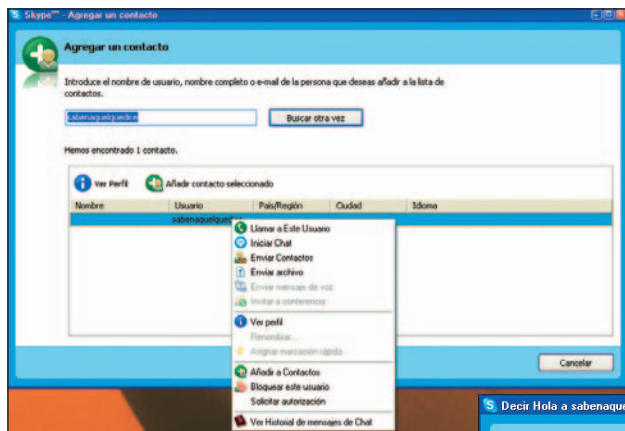 Skype™ - Agregar un contacto
Agregar un contacto
Introduce el nombre de usuario, nombre completo o e-mail de la persona que deseas añadir a la lista de
contactos.
sabenaquelquedice
Buscar otra vez
Hemos encontrado 1 contacto.
Ver Perfil Añadir contacto seleccionado
Nombre Usuario País/Región Ciudad Idioma
sabenaquelquedice
Llamar a Este Usuario
Iniciar Chat
Enviar Contactos
Enviar archivo
Enviar mensaje de voz
Invitar a conferencia
Ver perfil
Renombrar...
Asignar marcación rápida
Añadir a Contactos
Bloquear este usuario
Solicitar autorización
Ver Historial de mensajes de Chat
Cancelar
Decir Hola a sabenaque